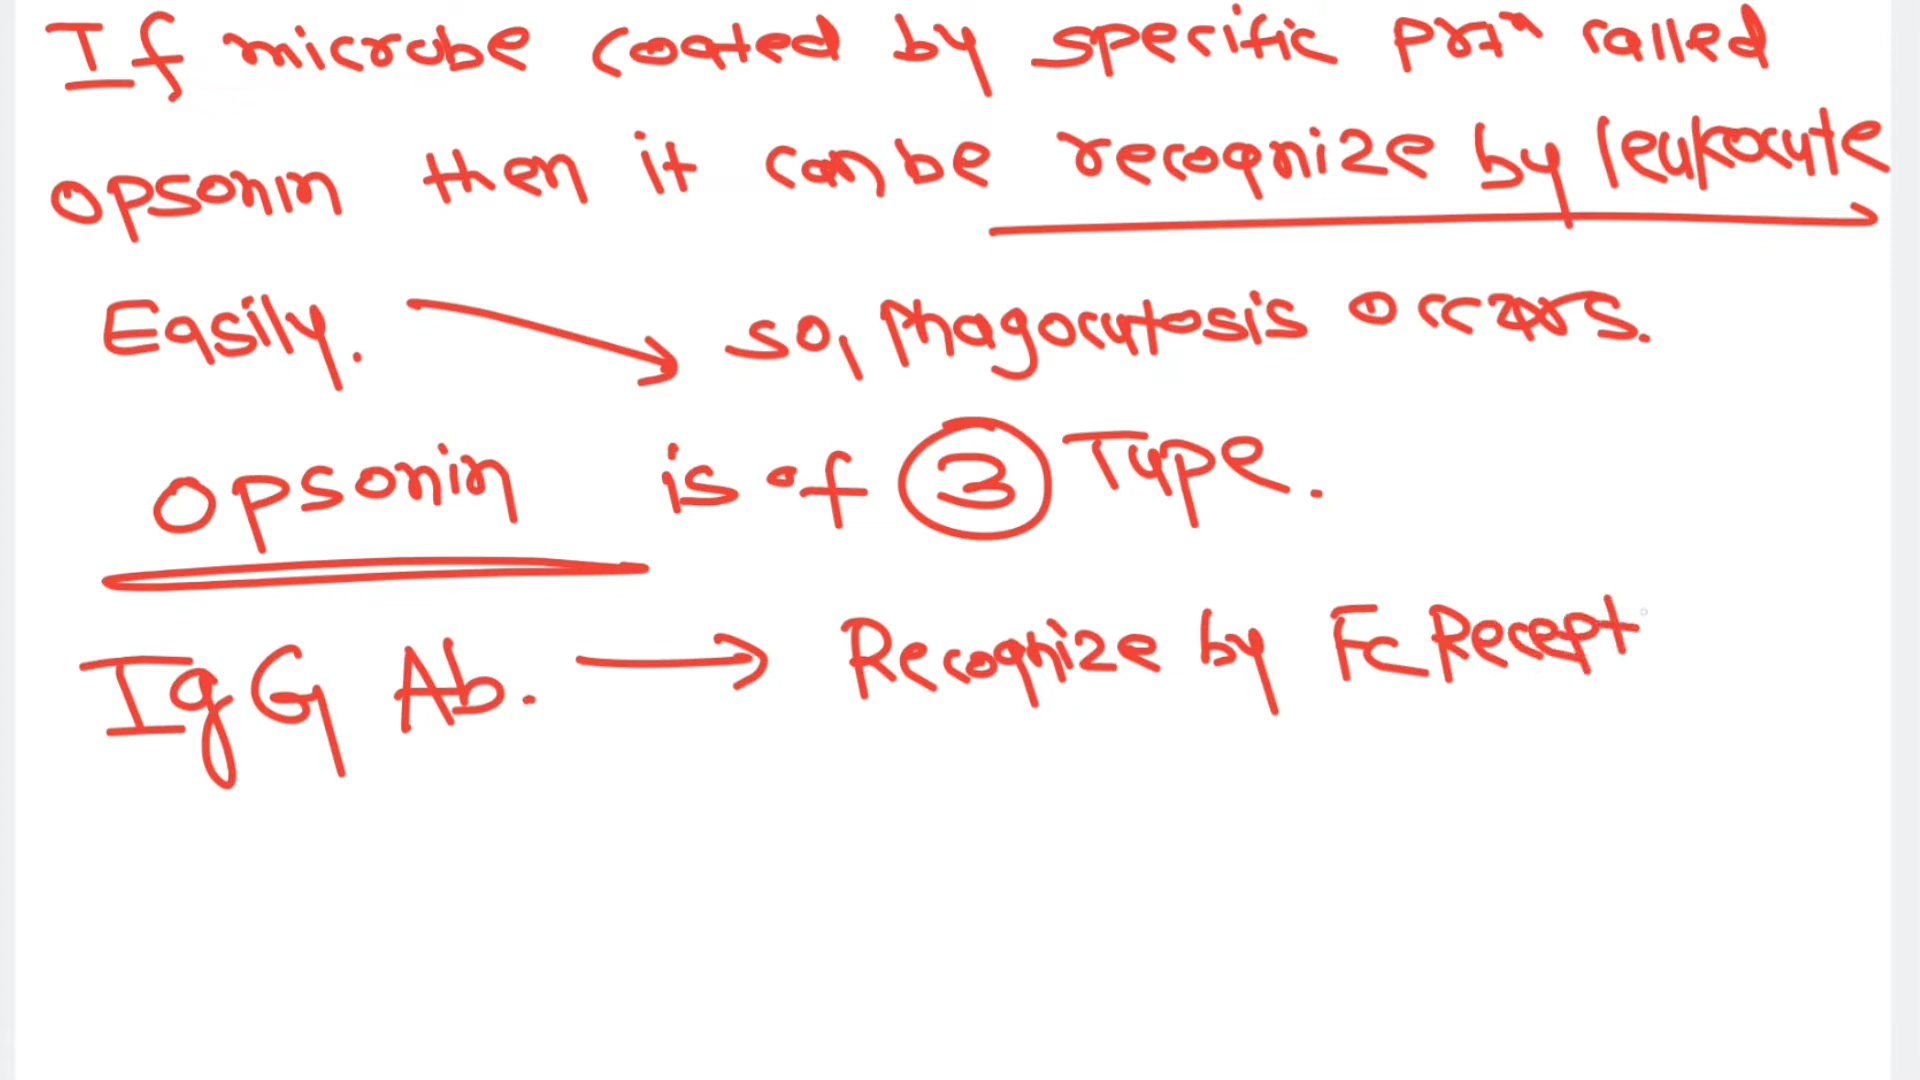 If microbe coated by specific prtn called
opsonin then it can be recognize by leukocyte
Easily. → so, Phagocytosis occurs.
opsonin is of ③ Type.
IgG Ab. → Recognize by Fc Recept